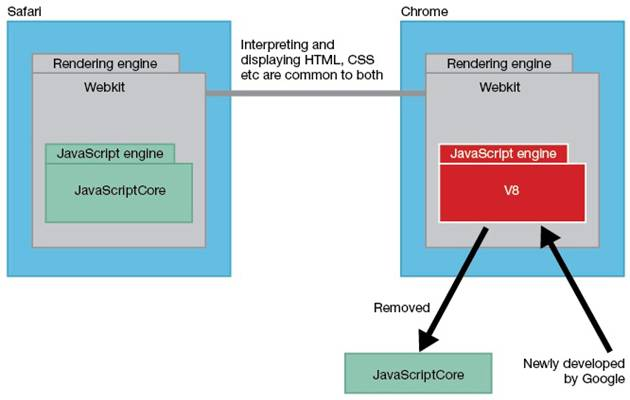 Safari
Chrome
Interpreting and
displaying HTML, CSS
etc are common to both
Rendering engine
Webkit
JavaScript engine
JavaScriptCore
Rendering engine
Webkit
JavaScript engine
V8
Removed
JavaScriptCore
Newly developed
by Google